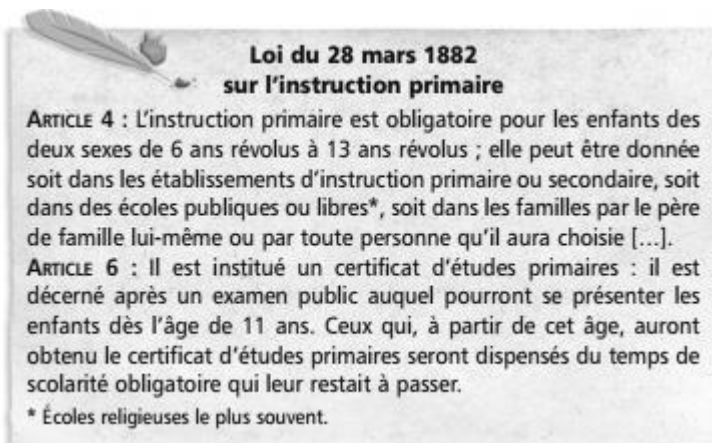 Loi du 28 mars 1882
sur l'instruction primaire
ARTICLE 4 : L'instruction primaire est obligatoire pour les enfants des
deux sexes de 6 ans révolus à 13 ans révolus ; elle peut être donnée
soit dans les établissements d'instruction primaire ou secondaire, soit
dans des écoles publiques ou libres*, soit dans les familles par le père
de famille lui-même ou par toute personne qu'il aura choisie [...].
ARTICLE 6 : Il est institué un certificat d'études primaires : il est
décerné après un examen public auquel pourront se présenter les
enfants dès l'âge de 11 ans. Ceux qui, à partir de cet âge, auront
obtenu le certificat d'études primaires seront dispensés du temps de
scolarité obligatoire qui leur restait à passer.
* Écoles religieuses le plus souvent.